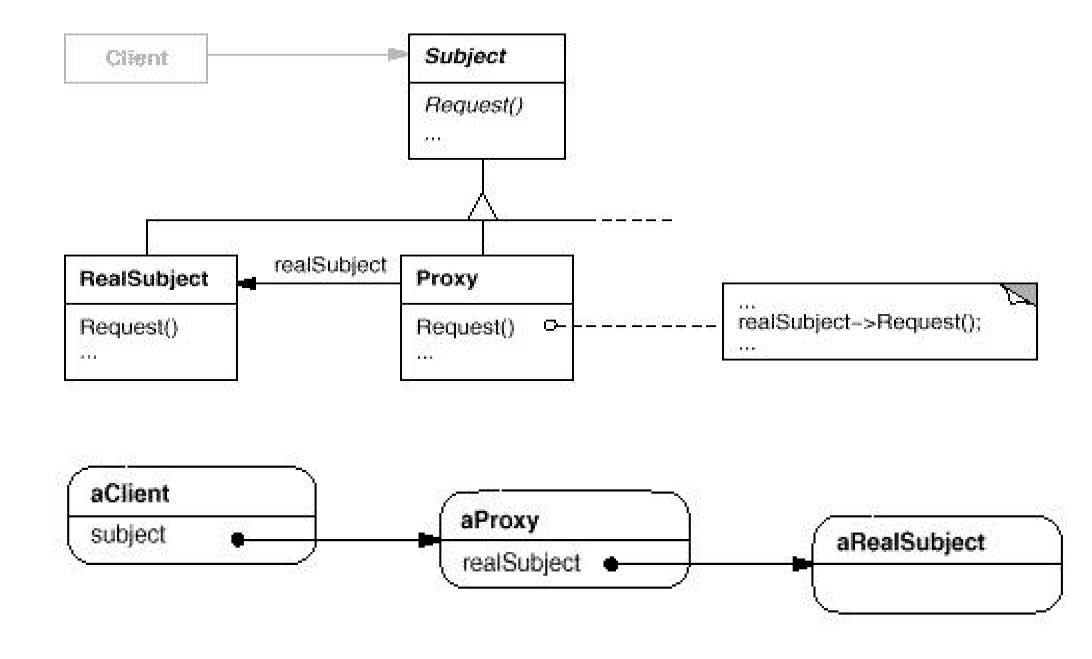 Client
Subject
Request()
...
realSubject
RealSubject
Request()
...
Proxy
Request()
...
...
realSubject->Request();
...
aClient
subject
aProxy
realSubject
aRealSubject